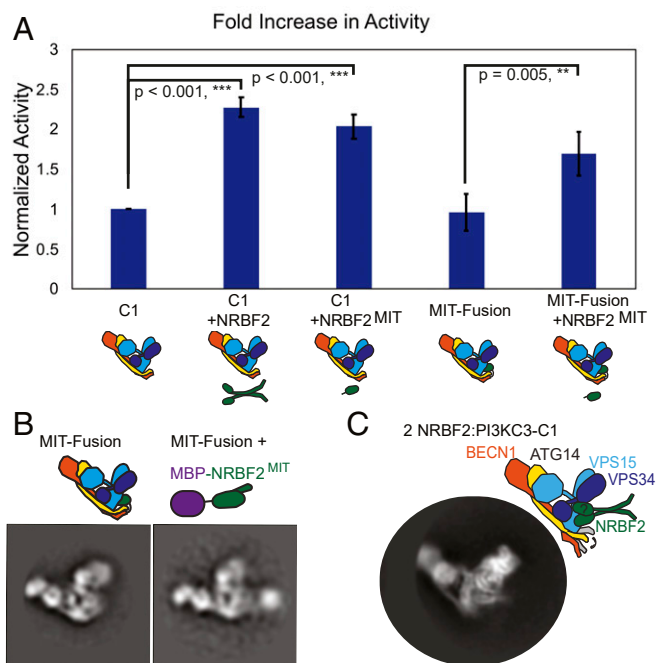 A
Fold Increase in Activity
Normalized Activity
3
2.5
2
1.5
1
0.5
0
p < 0.001, ***
p < 0.001, ***
p = 0.005, **
C1
C1
+NRBF2
C1
+NRBF2 MIT
MIT-Fusion
MIT-Fusion
+NRBF2 MIT
B
MIT-Fusion
MIT-Fusion +
MBP-NRBF2 MIT
C
2 NRBF2:PI3KC3-C1
BECN1
ATG14
VPS15
VPS34
NRBF2